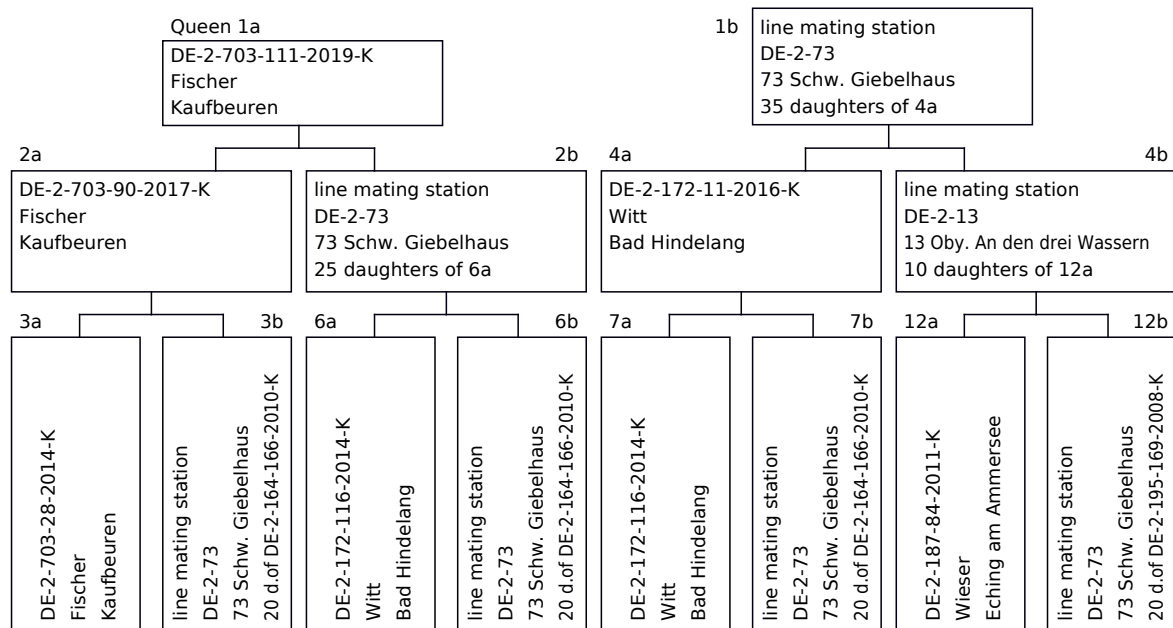 Queen 1a
DE-2-703-111-2019-K
Fischer
Kaufbeuren
1b
line mating station
DE-2-73
73 Schw. Giebelhaus
35 daughters of 4a
2a
DE-2-703-90-2017-K
Fischer
Kaufbeuren
2b
line mating station
DE-2-73
73 Schw. Giebelhaus
25 daughters of 6a
4a
DE-2-172-11-2016-K
Witt
Bad Hindelang
4b
line mating station
DE-2-13
13 Oby. An den drei Wassern
10 daughters of 12a
3a
DE-2-703-28-2014-K
Fischer
Kaufbeuren
3b
line mating station
DE-2-73
73 Schw. Giebelhaus
20 d.of DE-2-164-166-2010-K
6a
DE-2-172-116-2014-K
Witt
Bad Hindelang
6b
line mating station
DE-2-73
73 Schw. Giebelhaus
20 d.of DE-2-164-166-2010-K
7a
DE-2-172-116-2014-K
Witt
Bad Hindelang
7b
line mating station
DE-2-73
73 Schw. Giebelhaus
20 d.of DE-2-164-166-2010-K
12a
DE-2-187-84-2011-K
Wieser
Eching am Ammersee
12b
line mating station
DE-2-73
73 Schw. Giebelhaus
20 d.of DE-2-195-169-2008-K